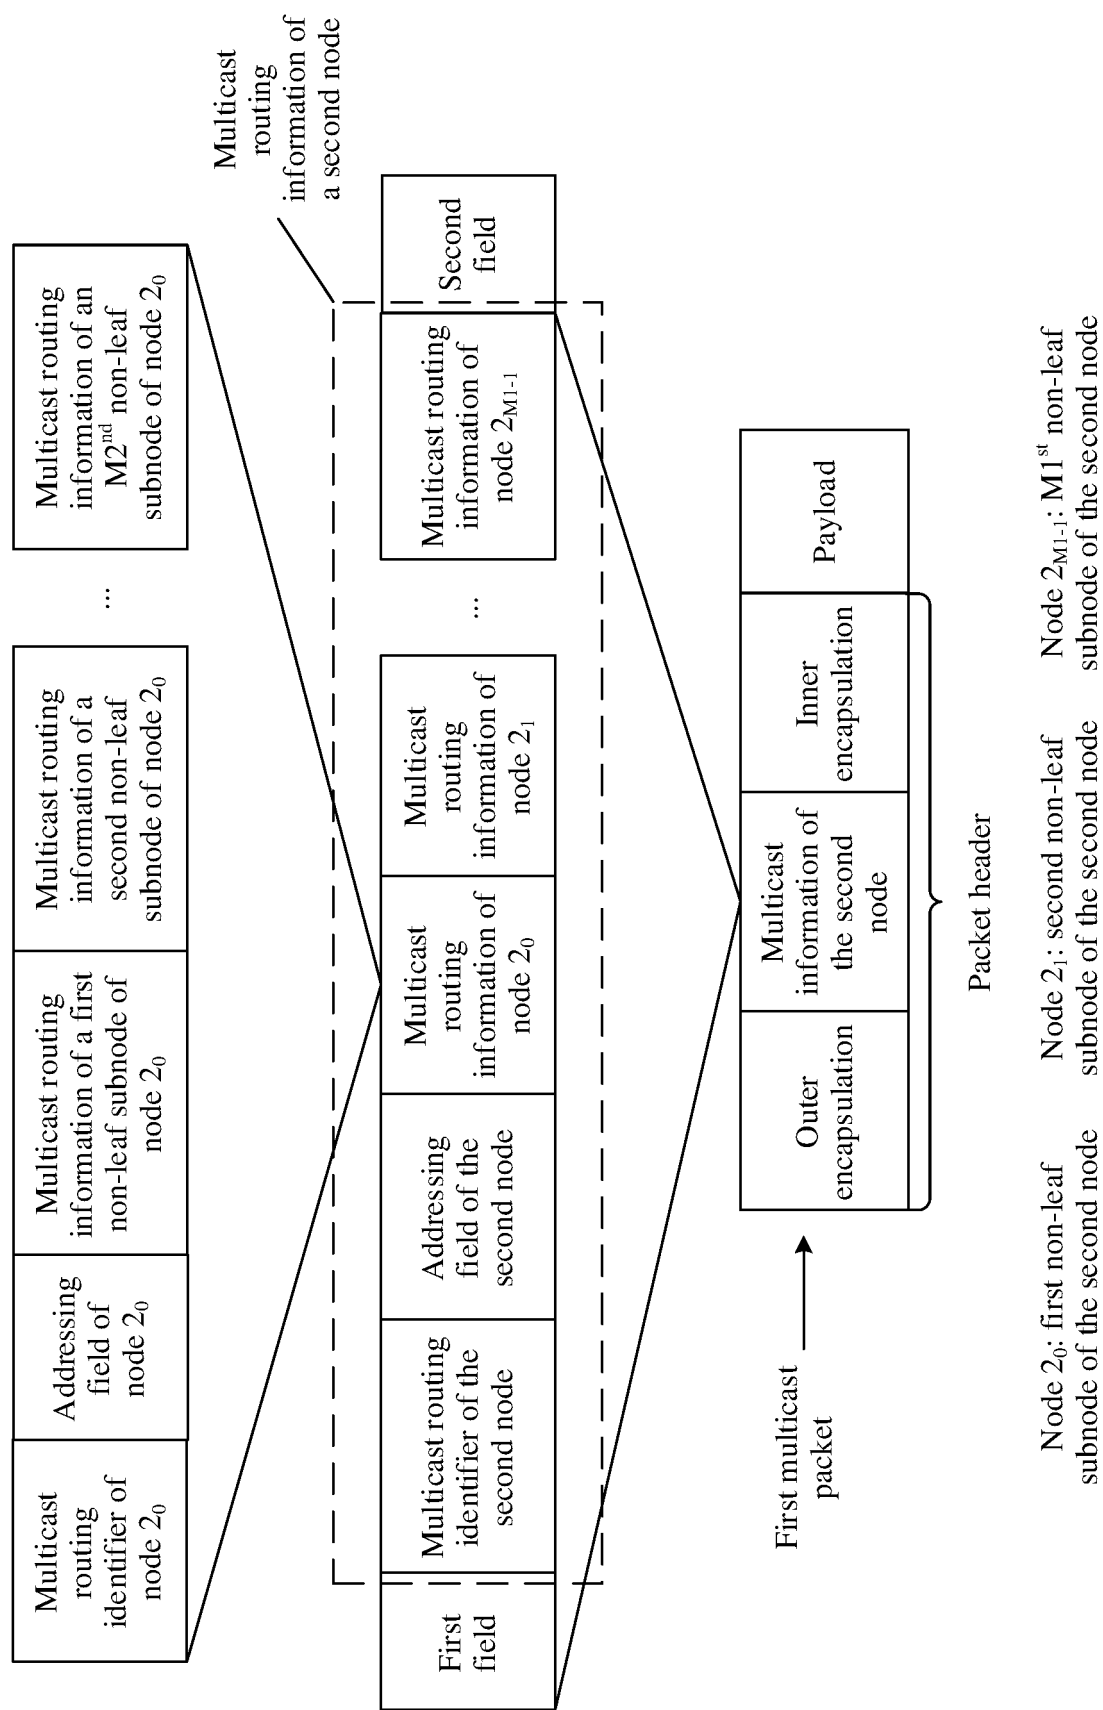 Multicast
routing
identifier of
node 2₀
Addressing
field of
node 2₀
Multicast routing
information of a first
non-leaf subnode of
node 2₀
Multicast routing
information of a
second non-leaf
subnode of node 2₀
...
Multicast routing
information of an
M2ⁿᵈ non-leaf
subnode of node 2₀
Multicast
routing
information of
a second node
First
field
Multicast routing
identifier of the
second node
Addressing
field of the
second node
Multicast
routing
information of
node 2₀
Multicast
routing
information of
node 2₁
...
Multicast routing
information of
node 2_{M1-1}
Second
field
First multicast
packet
Outer
encapsulation
Multicast
information of
the second
node
Inner
encapsulation
Payload
Packet header
Node 2₀: first non-leaf
subnode of the second node
Node 2₁: second non-leaf
subnode of the second node
Node 2_{M1-1}: M1ˢᵗ non-leaf
subnode of the second node